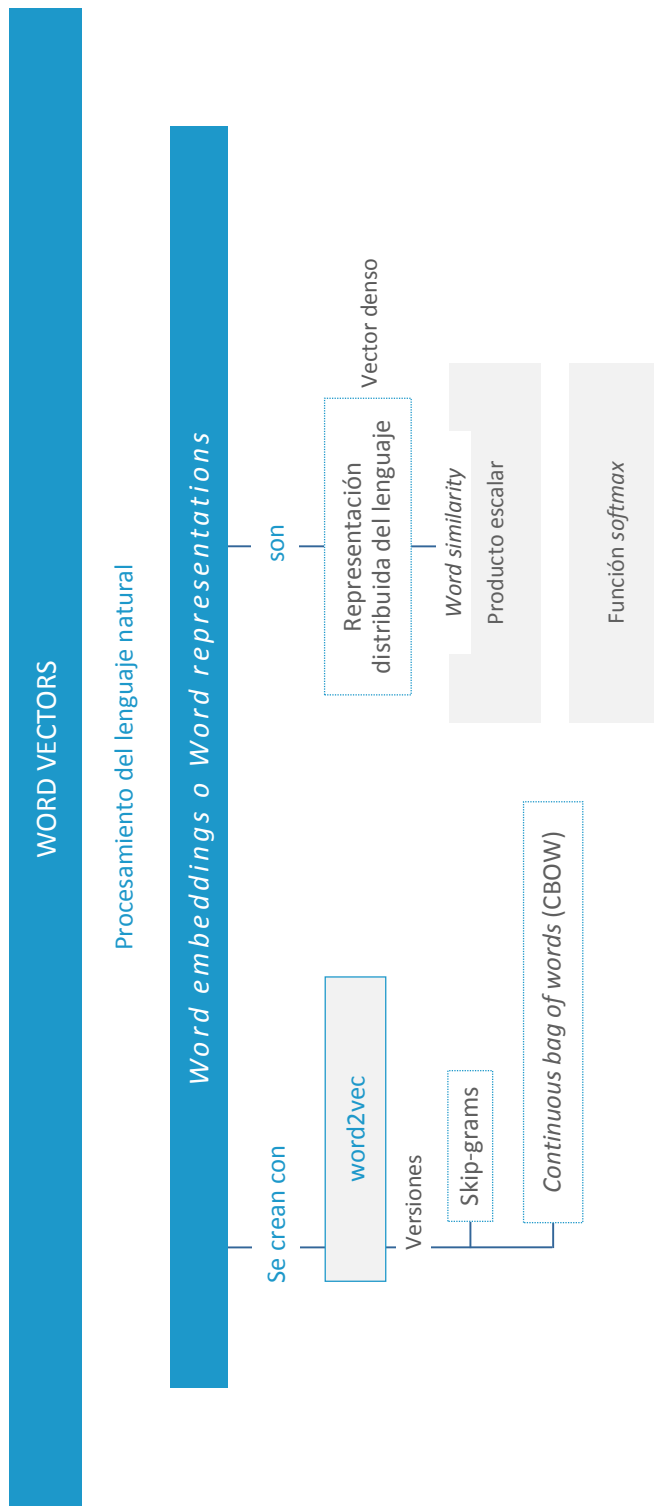 WORD VECTORS
Procesamiento del lenguaje natural
Word embeddings o Word representations
Se crean con
word2vec
Versiones
Skip-grams
Continuous bag of words (CBOW)
son
Representación
distribuida del lenguaje
Vector denso
Word similarity
Producto escalar
Función softmax